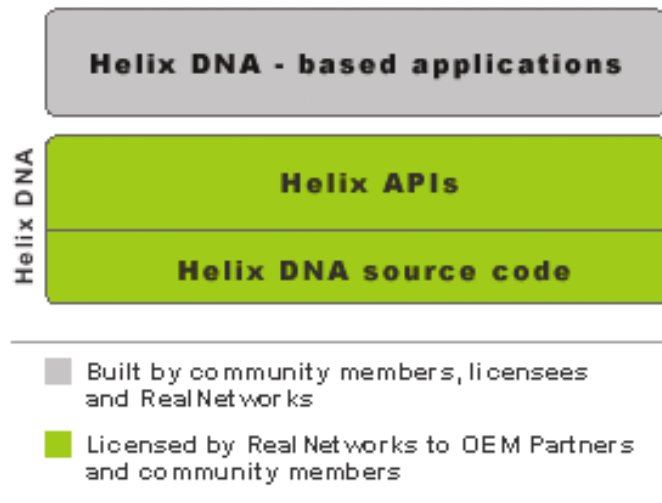 Helix DNA - based applications
Helix DNA
Helix APIs
Helix DNA source code
Built by community members, licensees
and RealNetworks
Licensed by RealNetworks to OEM Partners
and community members